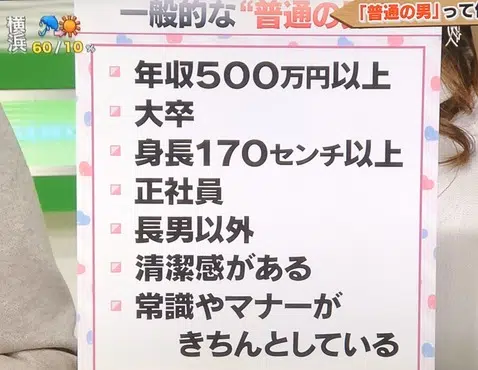 横浜
60/10%
「普通の男」って
一般的な"普通の
年収500万円以上
大卒
身長170センチ以上
正社員
長男以外
清潔感がある
常識やマナーが
きちんとしている